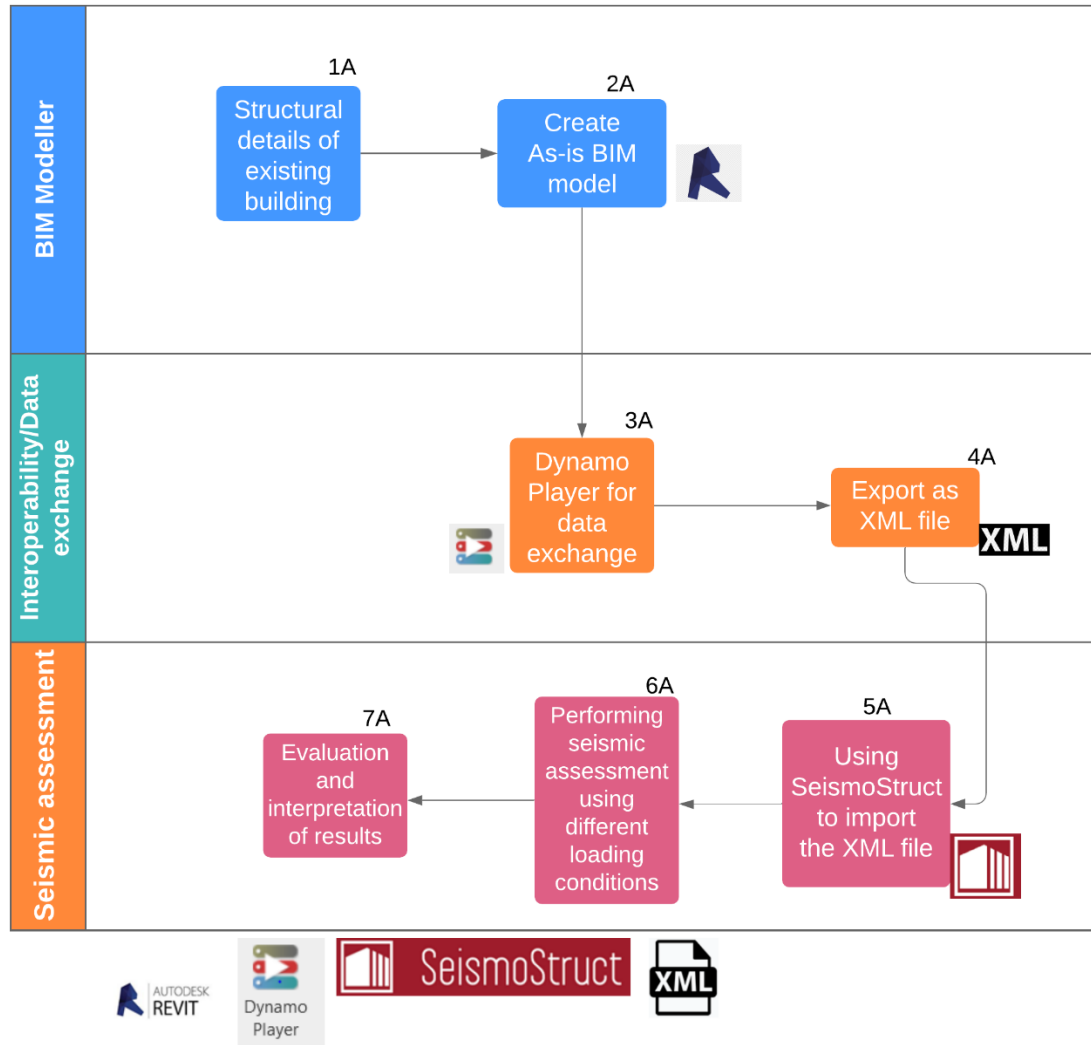 BIM Modeller
1A
Structural
details of
existing
building
2A
Create
As-is BIM
model
Interoperability/Data
exchange
3A
Dynamo
Player for
data
exchange
4A
Export as
XML file
XML
Seismic assessment
7A
Evaluation
and
interpretation
of results
6A
Performing
seismic
assessment
using
different
loading
conditions
5A
Using
SeismoStruct
to import
the XML file
AUTODESK
REVIT
Dynamo
Player
SeismoStruct
XML